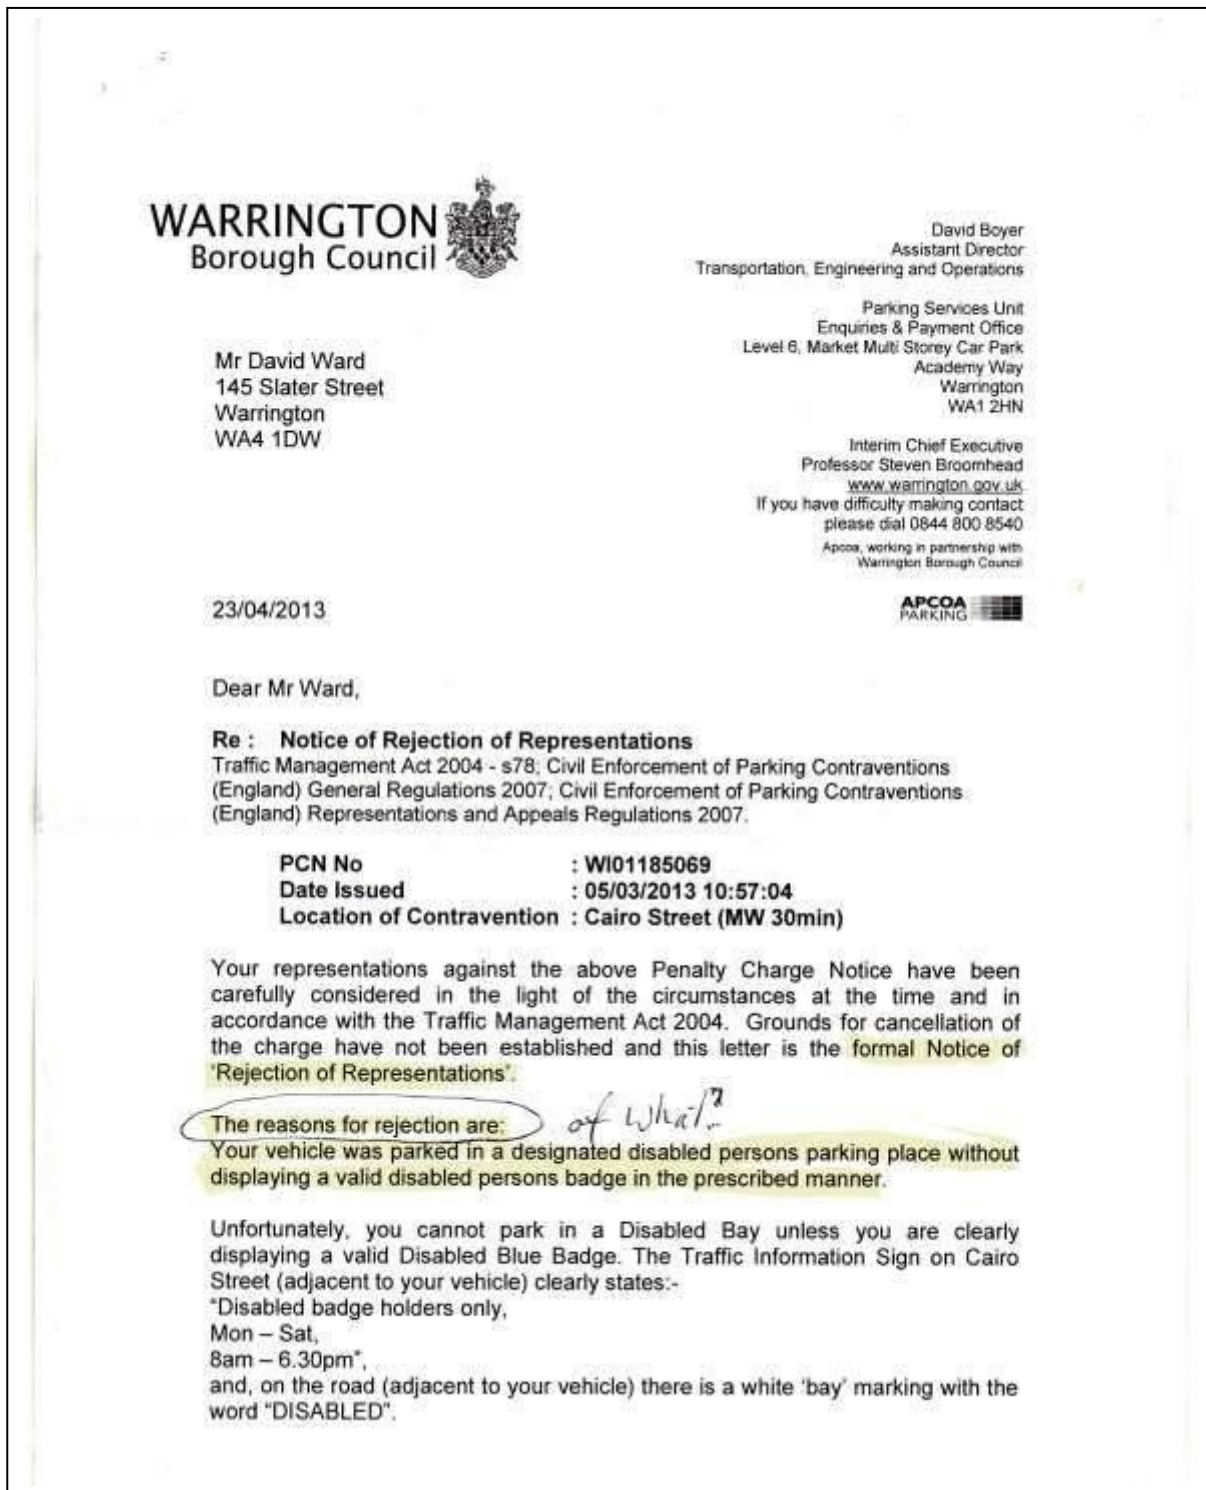 WARRINGTON
Borough Council
David Boyer
Assistant Director
Transportation, Engineering and Operations
Parking Services Unit
Enquiries & Payment Office
Level 6, Market Multi Storey Car Park
Academy Way
Warrington
WA1 2HN
Mr David Ward
145 Slater Street
Warrington
WA4 1DW
Interim Chief Executive
Professor Steven Broomhead
www.warrington.gov.uk
If you have difficulty making contact
please dial 0844 800 8540
Apcoa, working in partnership with
Warrington Borough Council
23/04/2013
APCOA
PARKING
Dear Mr Ward,
Re : Notice of Rejection of Representations
Traffic Management Act 2004 - s78; Civil Enforcement of Parking Contraventions
(England) General Regulations 2007; Civil Enforcement of Parking Contraventions
(England) Representations and Appeals Regulations 2007.
PCN No : WI01185069
Date Issued : 05/03/2013 10:57:04
Location of Contravention : Cairo Street (MW 30min)
Your representations against the above Penalty Charge Notice have been
carefully considered in the light of the circumstances at the time and in
accordance with the Traffic Management Act 2004. Grounds for cancellation of
the charge have not been established and this letter is the formal Notice of
'Rejection of Representations'.
The reasons for rejection are: of what?
Your vehicle was parked in a designated disabled persons parking place without
displaying a valid disabled persons badge in the prescribed manner.
Unfortunately, you cannot park in a Disabled Bay unless you are clearly
displaying a valid Disabled Blue Badge. The Traffic Information Sign on Cairo
Street (adjacent to your vehicle) clearly states:-
"Disabled badge holders only,
Mon – Sat,
8am – 6.30pm",
and, on the road (adjacent to your vehicle) there is a white 'bay' marking with the
word "DISABLED".